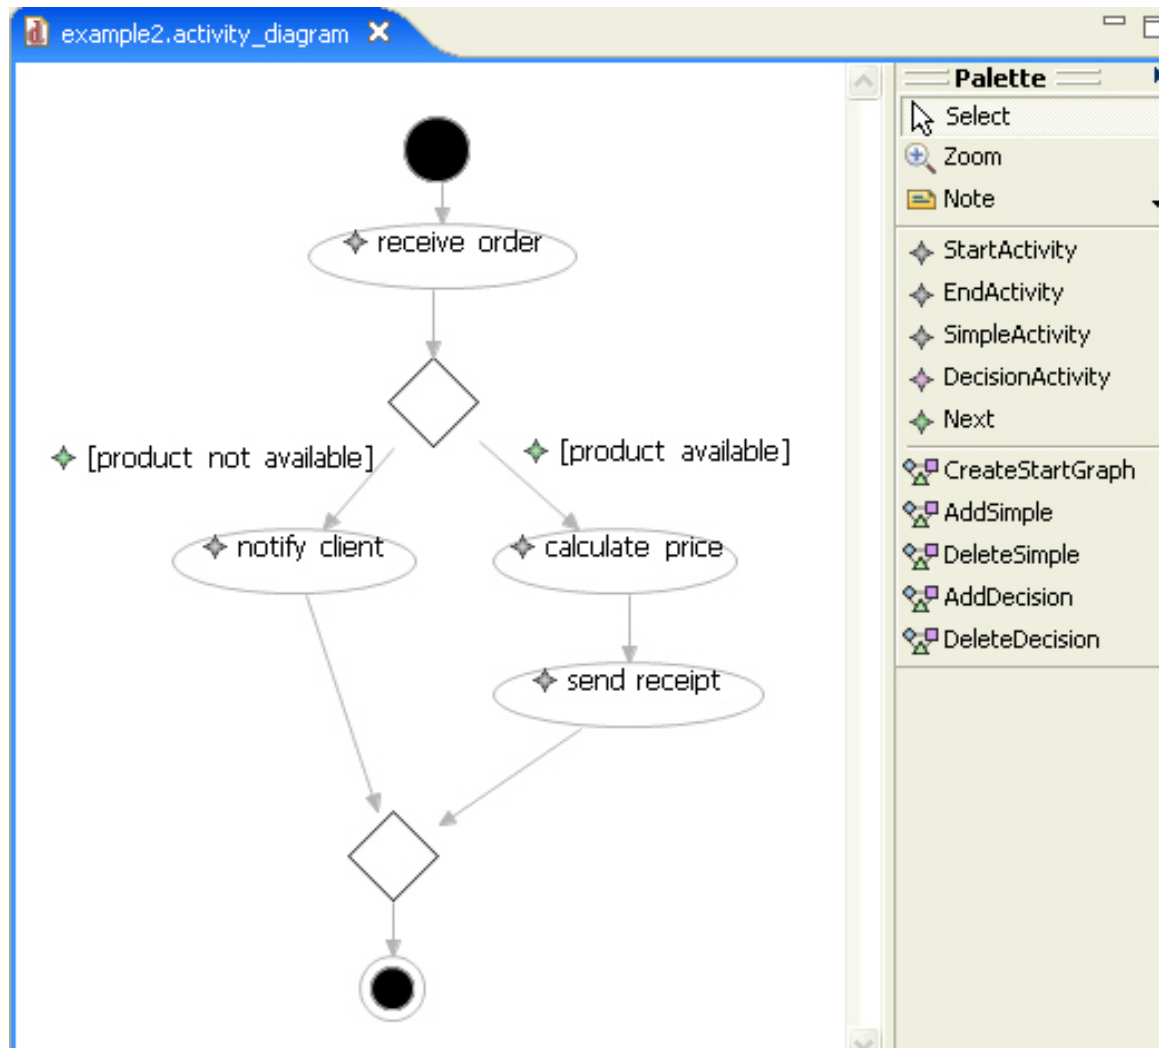 example2.activity_diagram
receive order
[product not available]
[product available]
notify client
calculate price
send receipt
Palette
Select
Zoom
Note
StartActivity
EndActivity
SimpleActivity
DecisionActivity
Next
CreateStartGraph
AddSimple
DeleteSimple
AddDecision
DeleteDecision